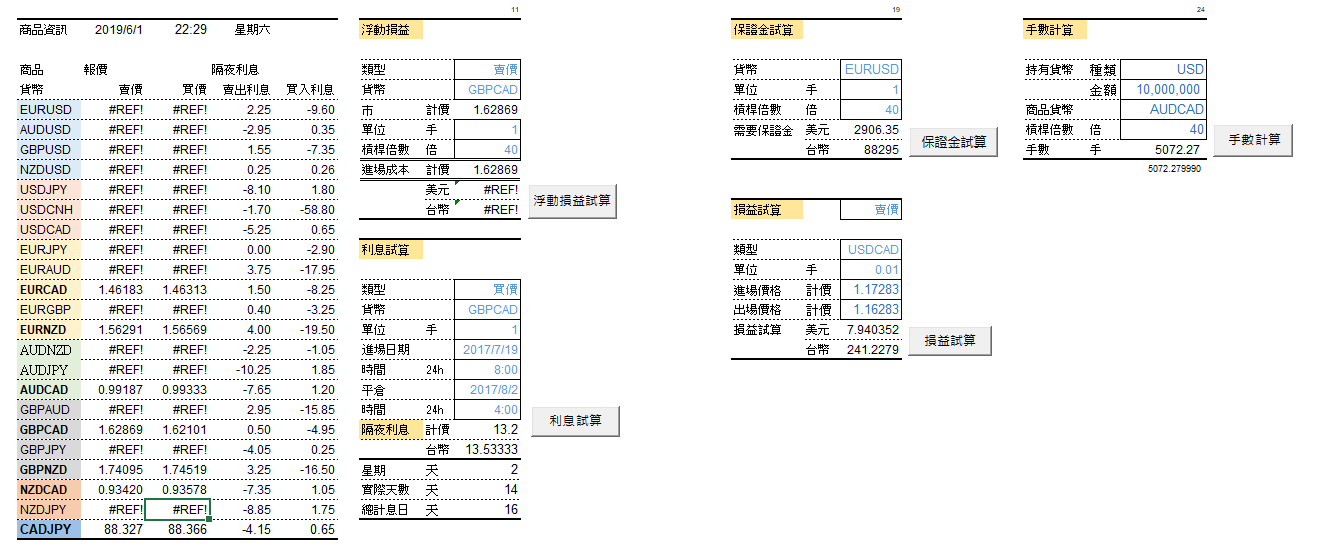 商品資訊 2019/6/1 22:29 星期六
商品 報價 隔夜利息
貨幣 賣價 買價 賣出利息 買入利息
EURUSD #REF! #REF! 2.25 -9.60
AUDUSD #REF! #REF! -2.95 0.35
GBPUSD #REF! #REF! 1.55 -7.35
NZDUSD #REF! #REF! 0.25 0.26
USDJPY #REF! #REF! -8.10 1.80
USDCNH #REF! #REF! -1.70 -58.80
USDCAD #REF! #REF! -5.25 0.65
EURJPY #REF! #REF! 0.00 -2.90
EURAUD #REF! #REF! 3.75 -17.95
EURCAD 1.46183 1.46313 1.50 -8.25
EURGBP #REF! #REF! 0.40 -3.25
EURNZD 1.56291 1.56569 4.00 -19.50
AUDNZD #REF! #REF! -2.25 -1.05
AUDJPY #REF! #REF! -10.25 1.85
AUDCAD 0.99187 0.99333 -7.65 1.20
GBPAUD #REF! #REF! 2.95 -15.85
GBPCAD 1.62869 1.62101 0.50 -4.95
GBPJPY #REF! #REF! -4.05 0.25
GBPNZD 1.74095 1.74519 3.25 -16.50
NZDCAD 0.93420 0.93578 -7.35 1.05
NZDJPY #REF! #REF! -8.85 1.75
CADJPY 88.327 88.366 -4.15 0.65
11
浮動損益
類型 賣價
貨幣 GBPCAD
市 計價 1.62869
單位 手 1
槓桿倍數 倍 40
進場成本 計價 1.62869
美元 #REF!
台幣 #REF!
浮動損益試算
利息試算
類型 買價
貨幣 GBPCAD
單位 手 1
進場日期 2017/7/19
時間 24h 8:00
平倉 2017/8/2
時間 24h 4:00
隔夜利息 計價 13.2
台幣 13.53333
星期 天 2
實際天數 天 14
總計息日 天 16
利息試算
19
保證金試算
貨幣 EURUSD
單位 手 1
槓桿倍數 倍 40
需要保證金 美元 2906.35
台幣 88295
保證金試算
損益試算 賣價
類型 USDCAD
單位 手 0.01
進場價格 計價 1.17283
出場價格 計價 1.16283
損益試算 美元 7.940352
台幣 241.2279
損益試算
24
手數計算
持有貨幣 種類 USD
金額 10,000,000
商品貨幣 AUDCAD
槓桿倍數 倍 40
手數 手 5072.27
5072.279990
手數計算